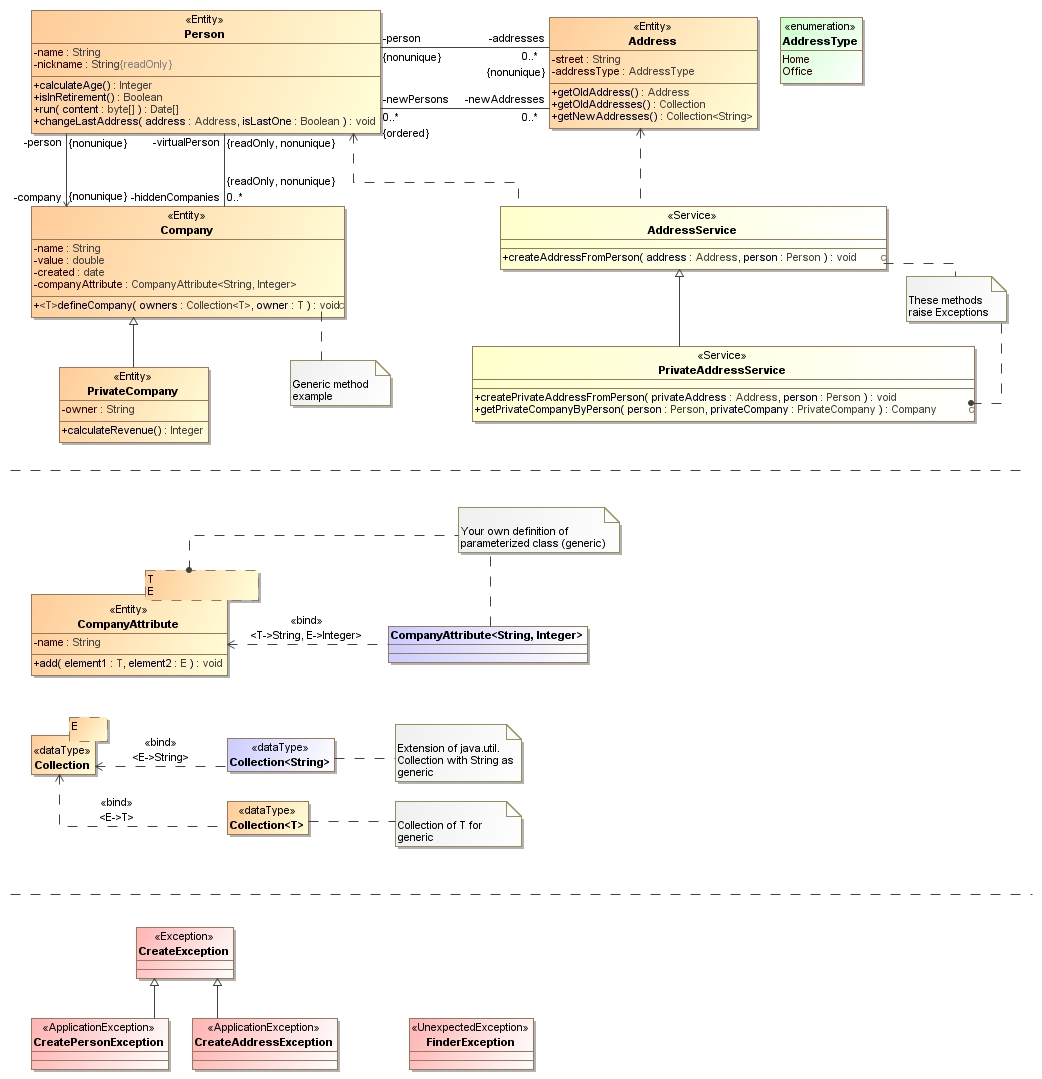 «Entity»
Person
-name : String
-nickname : String{readOnly}
+calculateAge() : Integer
+isInRetirement() : Boolean
+run( content : byte[] ) : Date[]
+changeLastAddress( address : Address, isLastOne : Boolean ) : void
-person
-addresses
{nonunique}
0..*
{nonunique}
-newPersons
-newAddresses
0..*
0..*
{ordered}
«Entity»
Address
-street : String
-addressType : AddressType
+getOldAddress() : Address
+getOldAddresses() : Collection
+getNewAddresses() : Collection<String>
«enumeration»
AddressType
Home
Office
-person
{nonunique}
-virtualPerson
{readOnly, nonunique}
{readOnly, nonunique}
-company
{nonunique}
-hiddenCompanies
0..*
«Entity»
Company
-name : String
-value : double
-created : date
-companyAttribute : CompanyAttribute<String, Integer>
+<T>defineCompany( owners : Collection<T>, owner : T ) : void
«Service»
AddressService
+createAddressFromPerson( address : Address, person : Person ) : void
These methods
raise Exceptions
«Entity»
PrivateCompany
-owner : String
+calculateRevenue() : Integer
Generic method
example
«Service»
PrivateAddressService
+createPrivateAddressFromPerson( privateAddress : Address, person : Person ) : void
+getPrivateCompanyByPerson( person : Person, privateCompany : PrivateCompany ) : Company
Your own definition of
parameterized class (generic)
T
E
«Entity»
CompanyAttribute
-name : String
+add( element1 : T, element2 : E ) : void
«bind»
<T->String, E->Integer>
CompanyAttribute<String, Integer>
E
«dataType»
Collection
«bind»
<E->String>
«dataType»
Collection<String>
Extension of java.util.
Collection with String as
generic
«bind»
<E->T>
«dataType»
Collection<T>
Collection of T for
generic
«Exception»
CreateException
«ApplicationException»
CreatePersonException
«ApplicationException»
CreateAddressException
«UnexpectedException»
FinderException